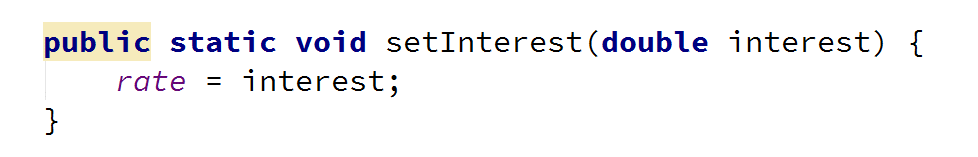 public static void setInterest(double interest) {
    rate = interest;
}